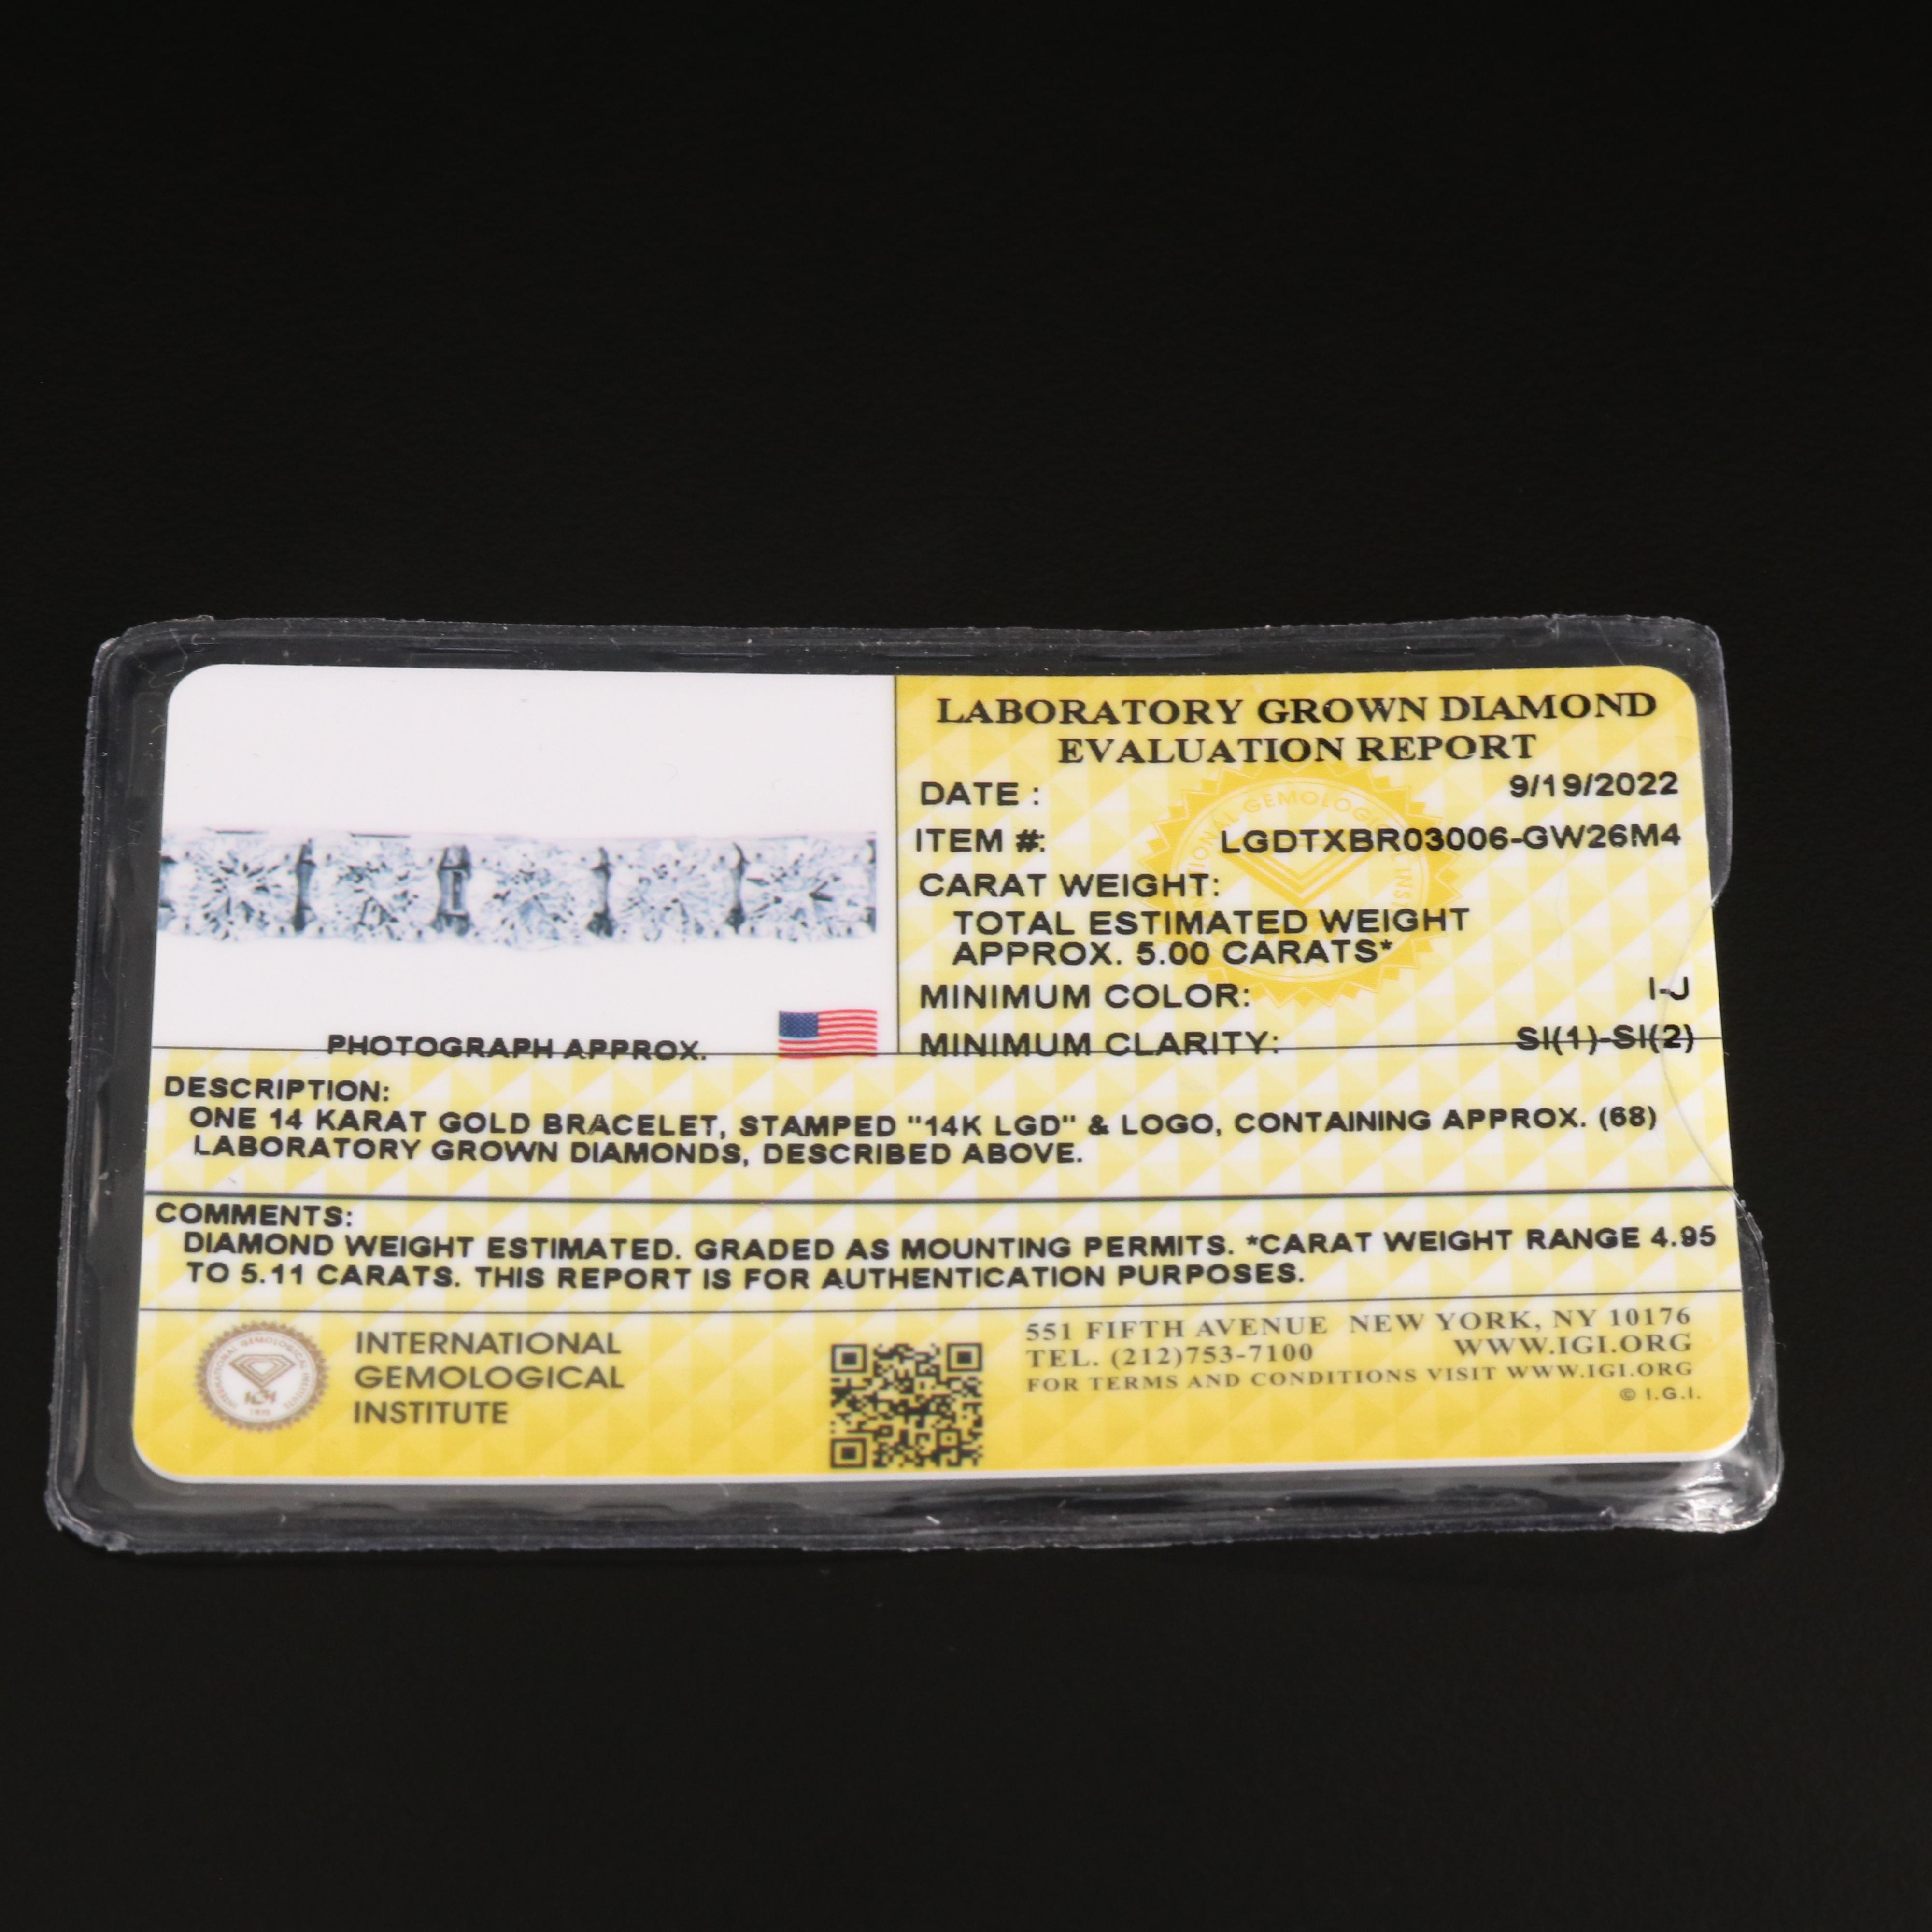 LABORATORY GROWN DIAMOND
EVALUATION REPORT
DATE : 9/19/2022
ITEM #: LGDTXBR03006-GW26M4
CARAT WEIGHT:
TOTAL ESTIMATED WEIGHT
APPROX. 5.00 CARATS*
MINIMUM COLOR: I-J
MINIMUM CLARITY: SI(1)-SI(2)
PHOTOGRAPH APPROX.
DESCRIPTION:
ONE 14 KARAT GOLD BRACELET, STAMPED "14K LGD" & LOGO, CONTAINING APPROX. (68)
LABORATORY GROWN DIAMONDS, DESCRIBED ABOVE.
COMMENTS:
DIAMOND WEIGHT ESTIMATED. GRADED AS MOUNTING PERMITS. *CARAT WEIGHT RANGE 4.95
TO 5.11 CARATS. THIS REPORT IS FOR AUTHENTICATION PURPOSES.
INTERNATIONAL
GEMOLOGICAL
INSTITUTE
551 FIFTH AVENUE NEW YORK, NY 10176
TEL. (212)753-7100 WWW.IGI.ORG
FOR TERMS AND CONDITIONS VISIT WWW.IGI.ORG
© I.G.I.